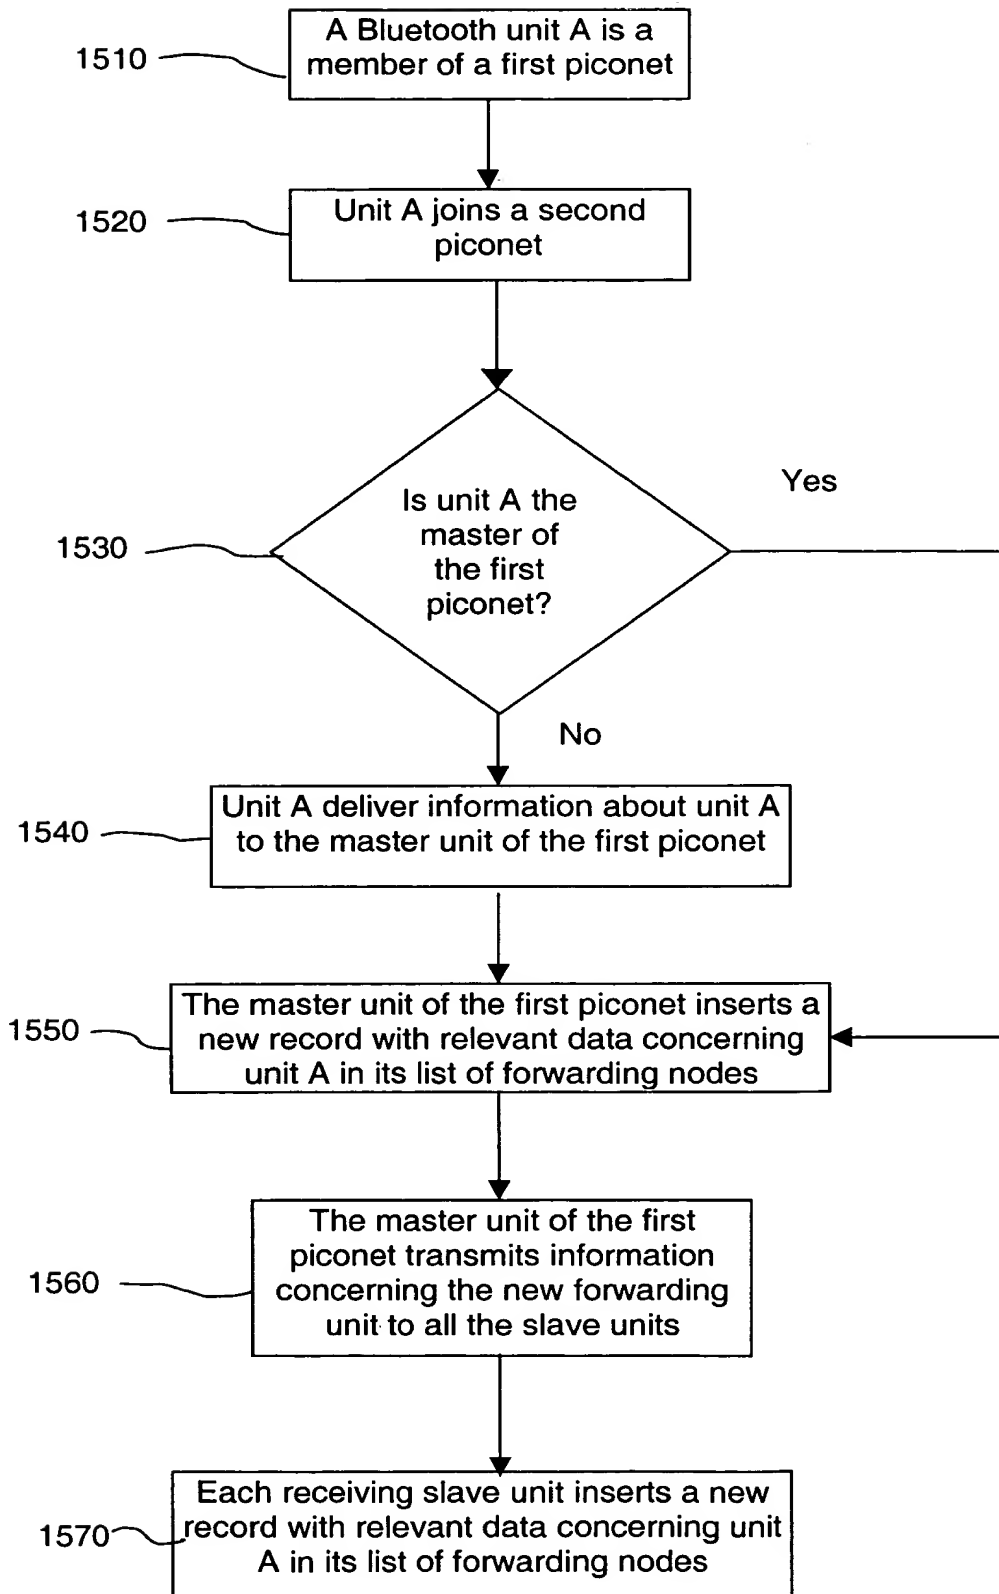 A Bluetooth unit A is a
member of a first piconet
1510
Unit A joins a second
piconet
1520
Yes
Is unit A the
master of
the first
piconet?
1530
No
Unit A deliver information about unit A
to the master unit of the first piconet
1540
The master unit of the first piconet inserts a
new record with relevant data concerning
unit A in its list of forwarding nodes
1550
The master unit of the first
piconet transmits information
concerning the new forwarding
unit to all the slave units
1560
Each receiving slave unit inserts a new
record with relevant data concerning unit
A in its list of forwarding nodes
1570